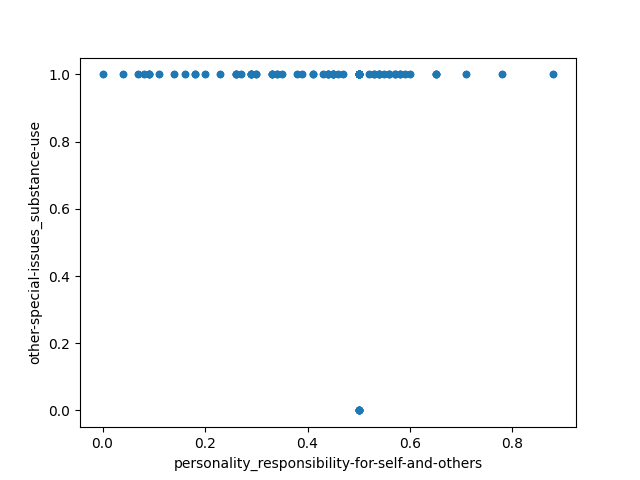 1.0
0.8
0.6
0.4
0.2
0.0
other-special-issues_substance-use
0.0 0.2 0.4 0.6 0.8
personality_responsibility-for-self-and-others